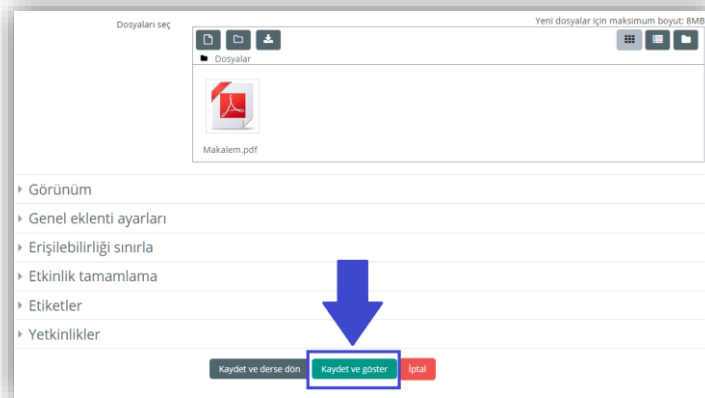 Dosyaları seç
Yeni dosyalar için maksimum boyut: 8MB
Dosyalar
Makalem.pdf
Görünüm
Genel eklenti ayarları
Erişilebilirliği sınırla
Etkinlik tamamlama
Etiketler
Yetkinlikler
Kaydet ve derse dön Kaydet ve göster İptal